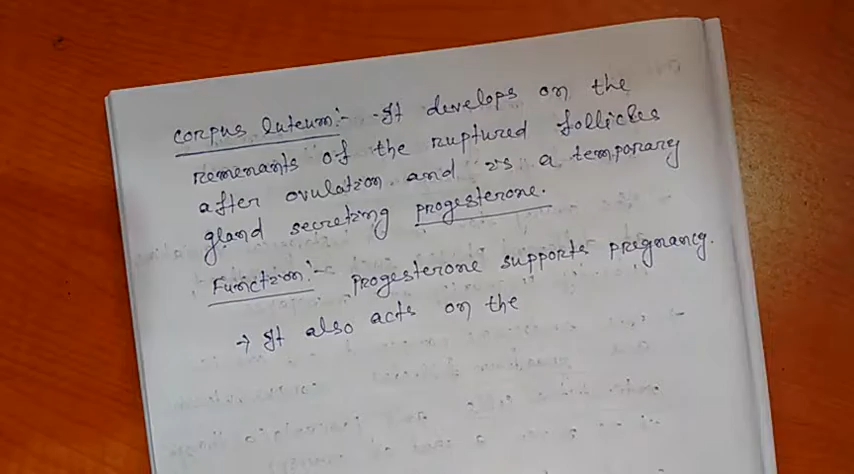 Corpus luteum:- It develops on the
remenants of the ruptured follicles
after ovulation and is a temporary
gland secreting progesterone.
Function:- Progesterone supports pregnancy.
→ It also acts on the